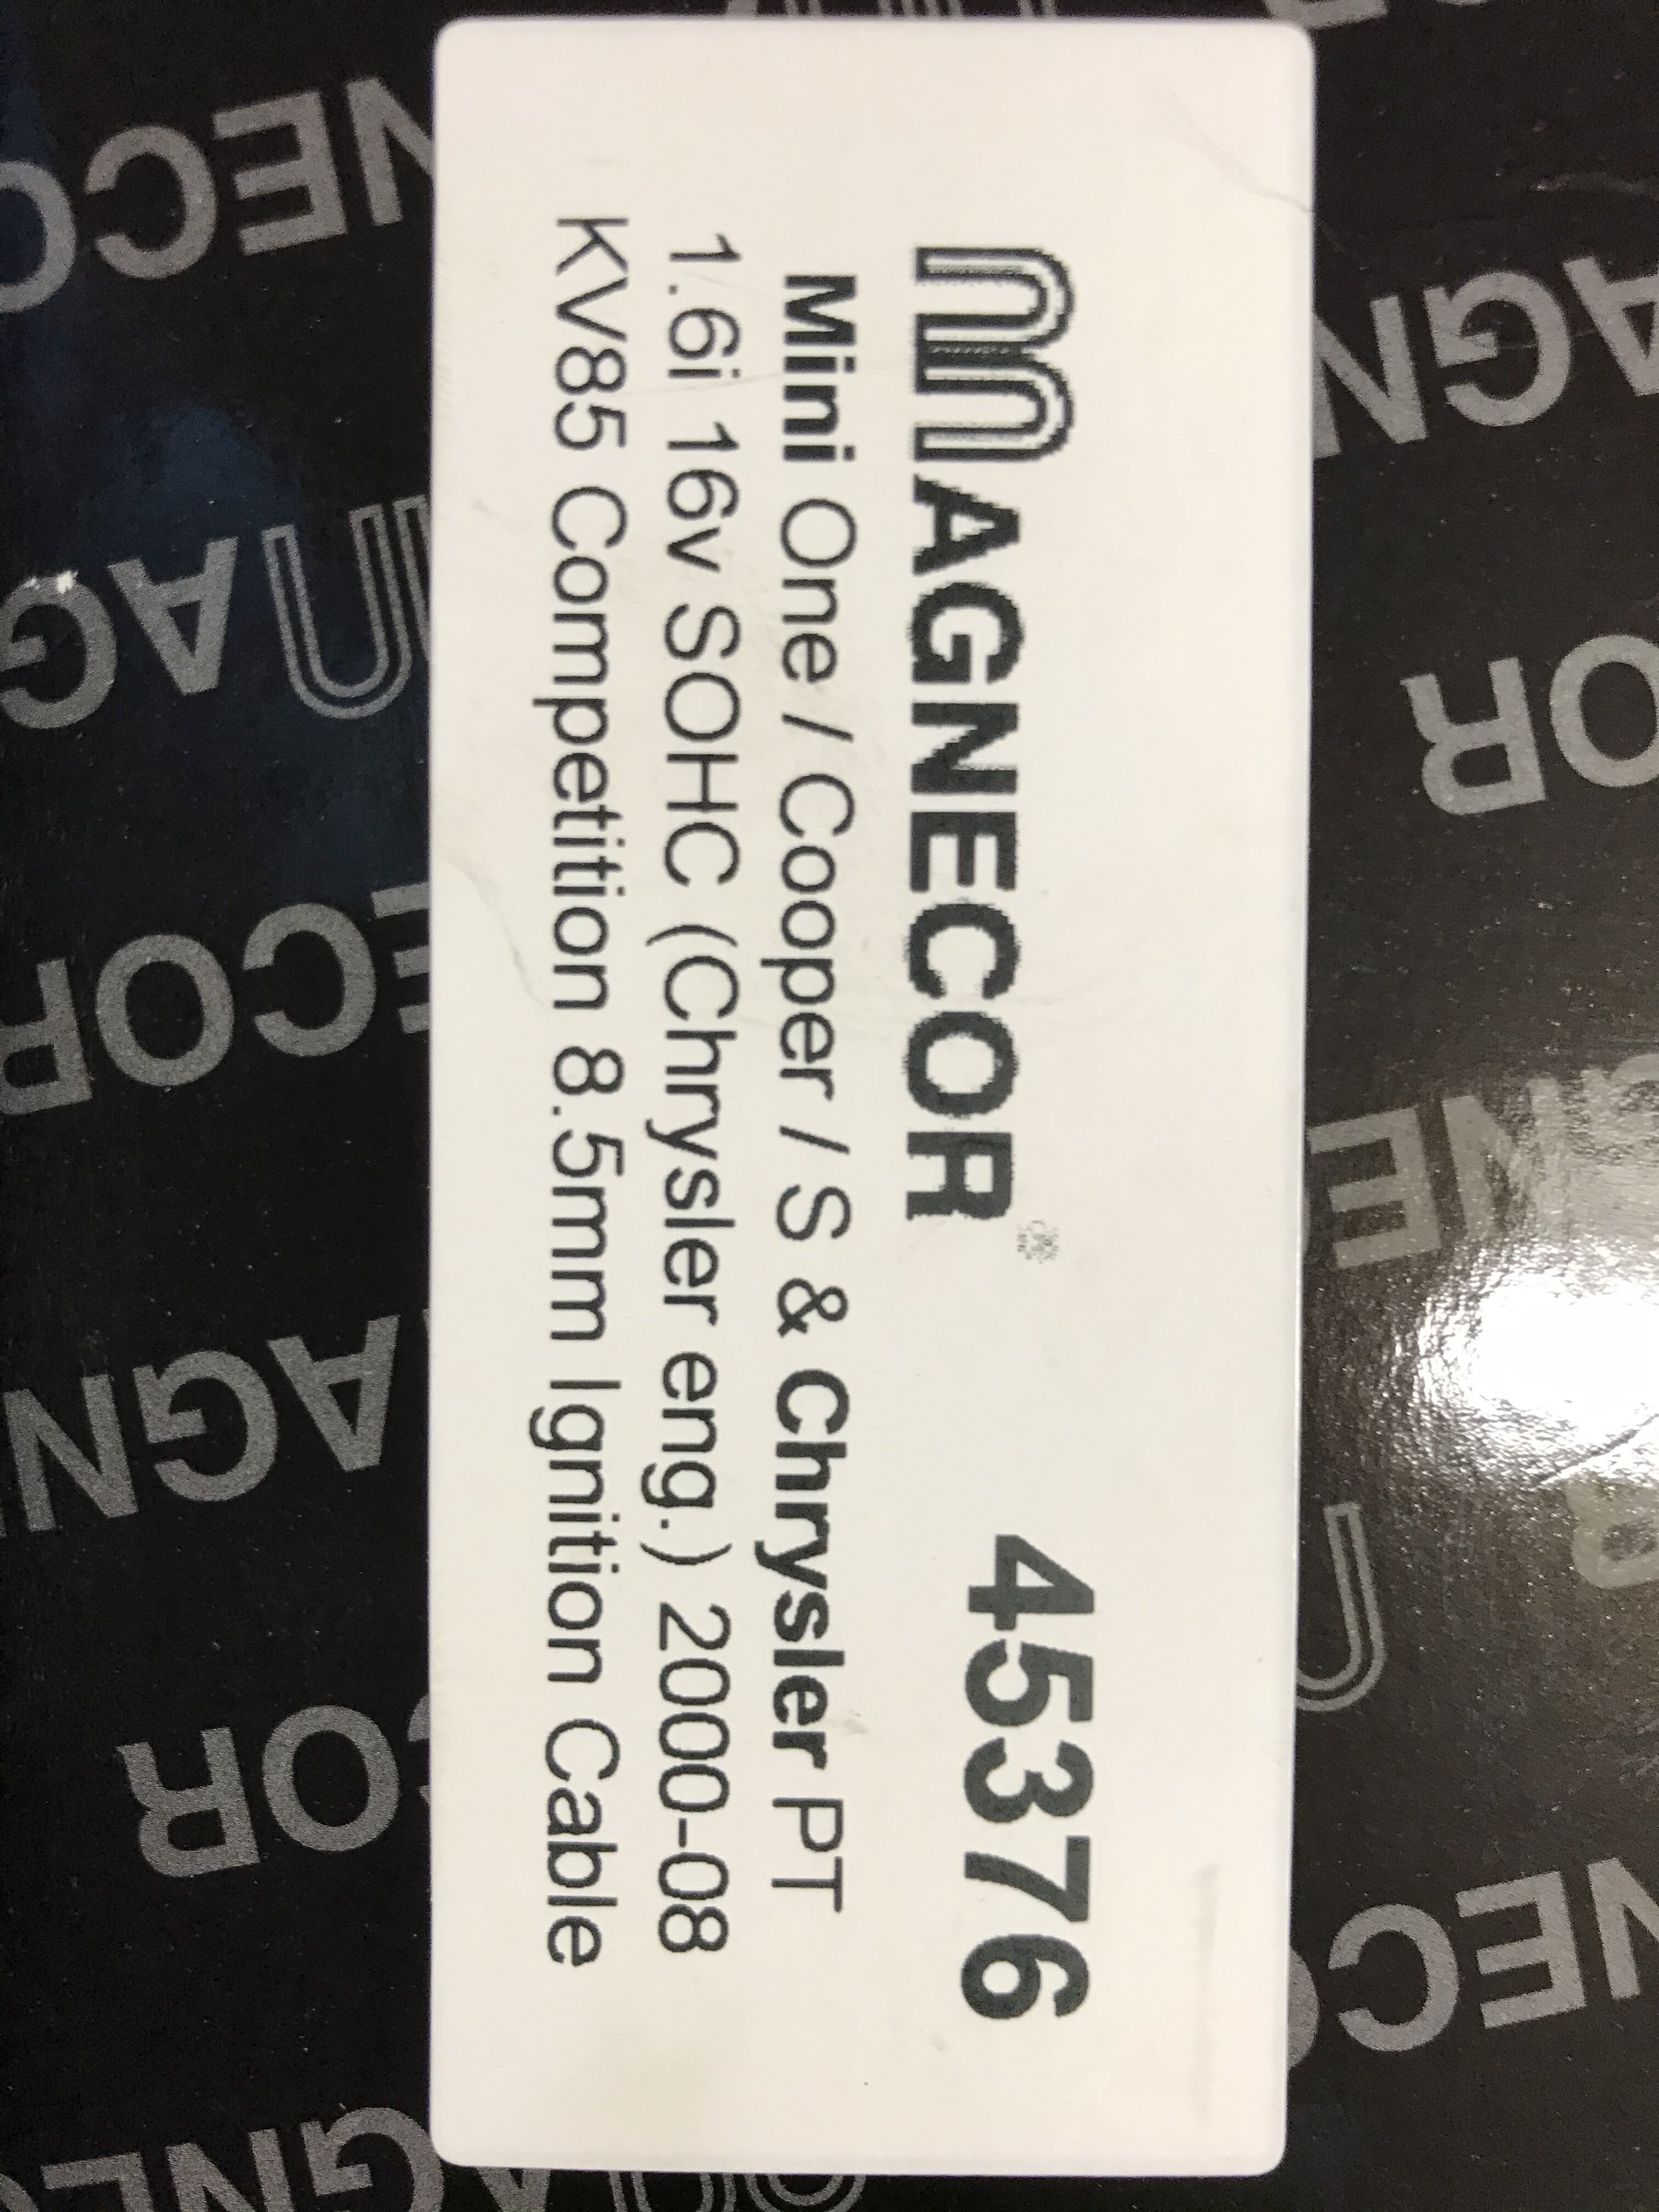 MAGNECOR 45376
Mini One / Cooper / S & Chrysler PT
1.6i 16v SOHC (Chrysler eng.) 2000-08
KV85 Competition 8.5mm Ignition Cable